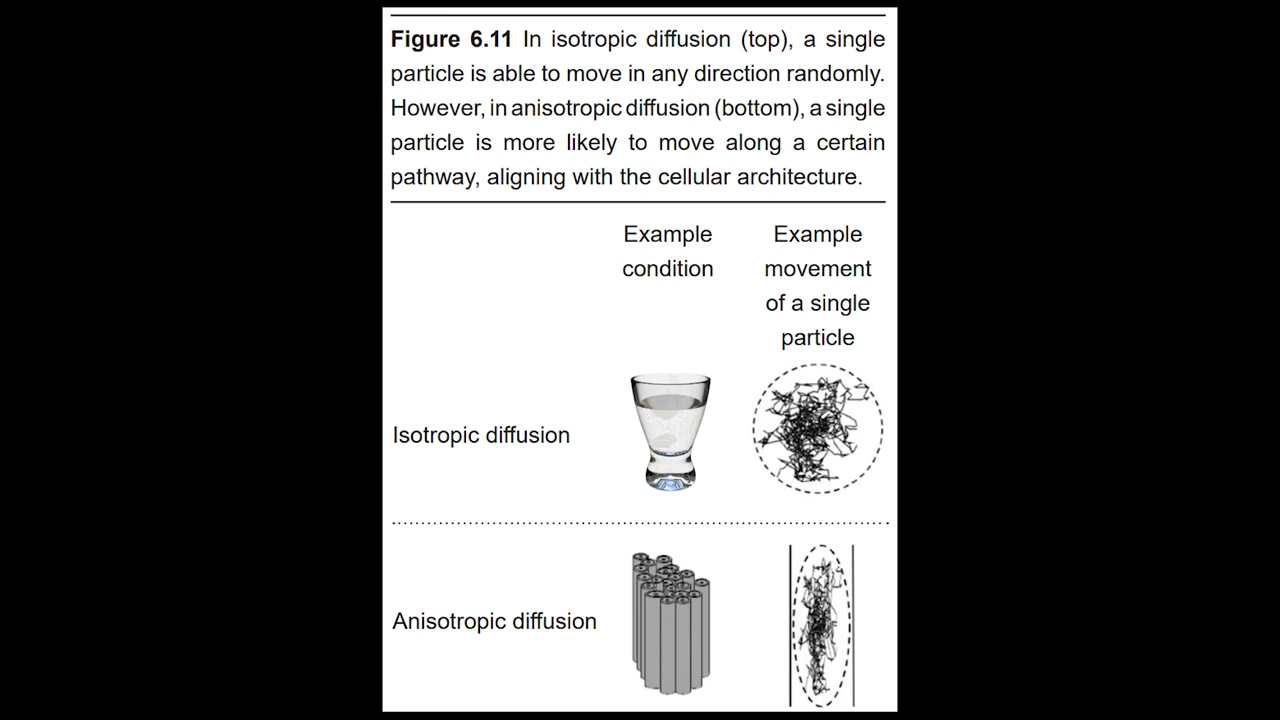 Figure 6.11 In isotropic diffusion (top), a single
particle is able to move in any direction randomly.
However, in anisotropic diffusion (bottom), a single
particle is more likely to move along a certain
pathway, aligning with the cellular architecture.
Example
condition
Example
movement
of a single
particle
Isotropic diffusion
Anisotropic diffusion